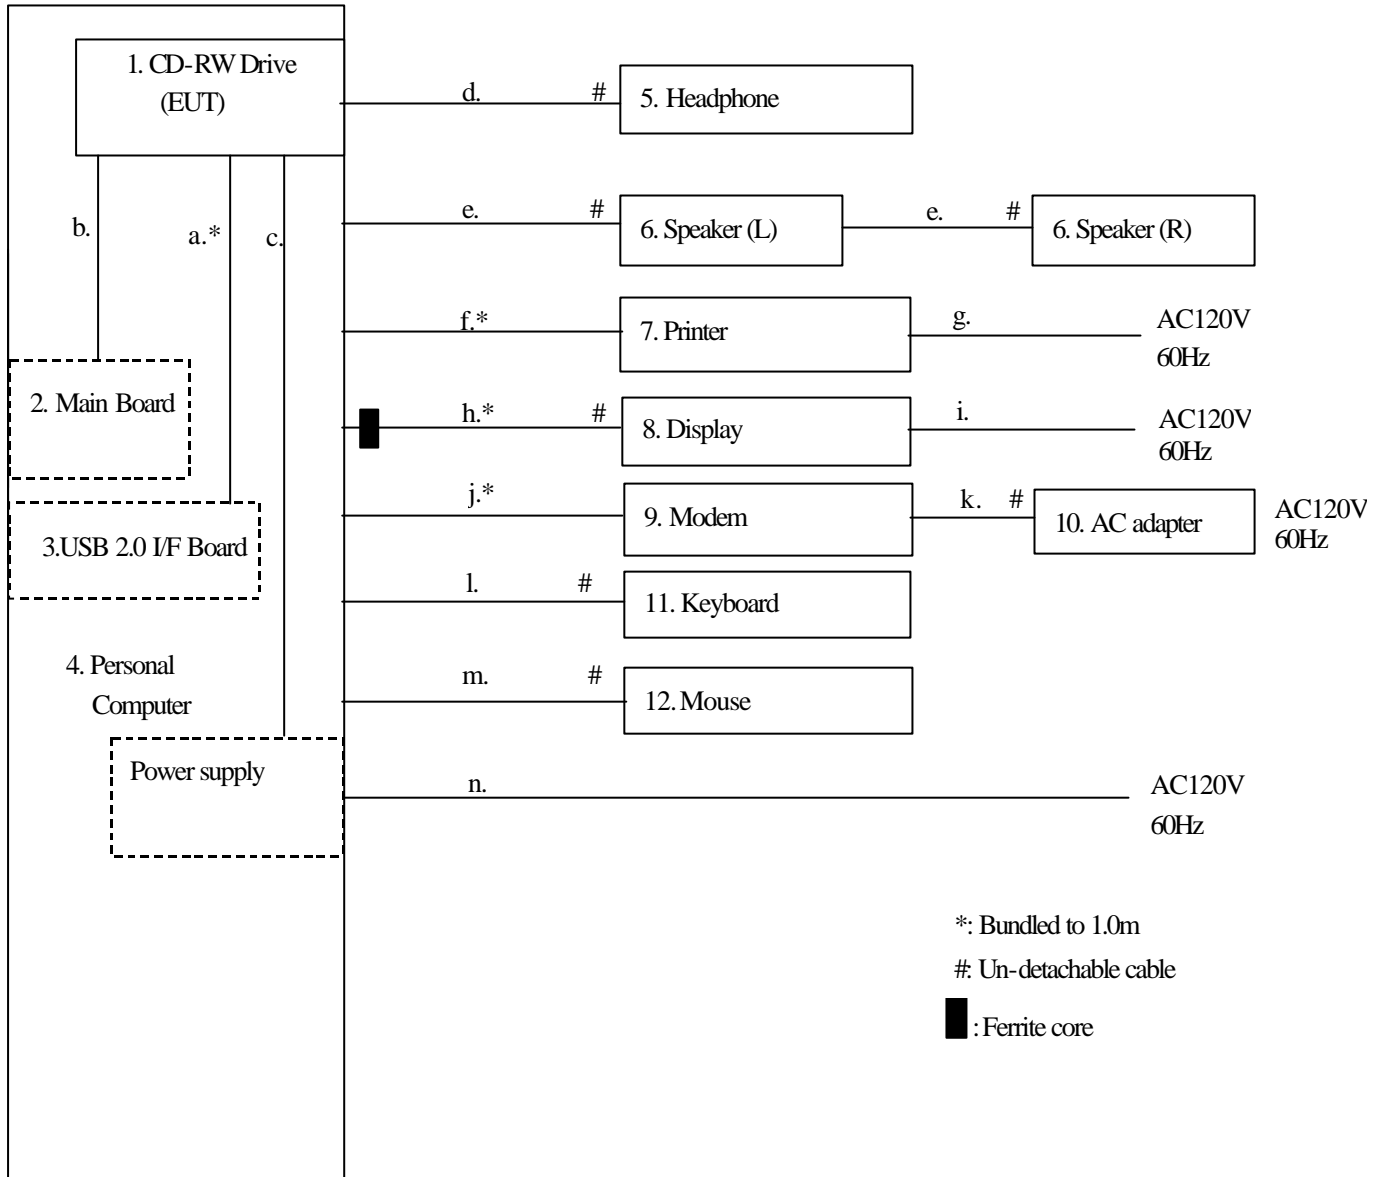 1. CD-RW Drive
(EUT)
d.
#
5. Headphone
b.
a.*
c.
e.
#
6. Speaker (L)
e.
#
6. Speaker (R)
f.*
7. Printer
g.
AC120V
60Hz
2. Main Board
h.*
#
8. Display
i.
AC120V
60Hz
3.USB 2.0 I/F Board
j.*
9. Modem
k.
#
10. AC adapter
AC120V
60Hz
l.
#
11. Keyboard
4. Personal
Computer
m.
#
12. Mouse
Power supply
n.
AC120V
60Hz
*: Bundled to 1.0m
#: Un-detachable cable
: Ferrite core